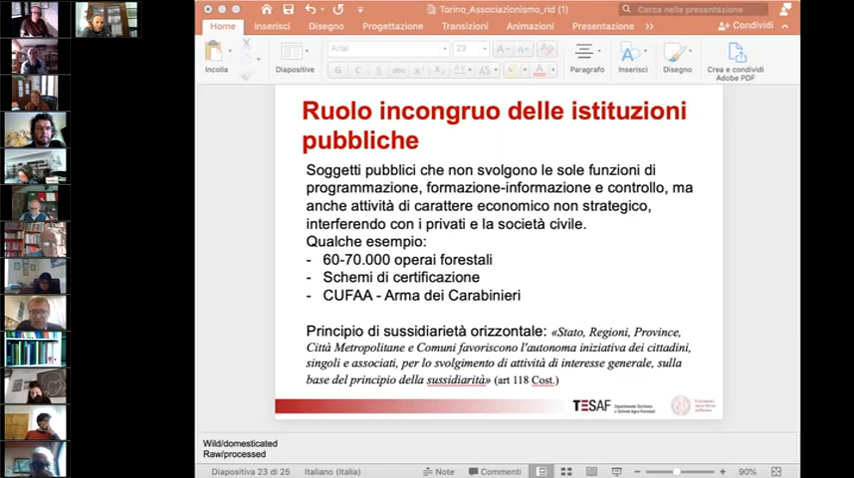 Torino_Associazionismo_rid (1)
Cerca nella presentazione
Home Inserisci Disegno Progettazione Transizioni Animazioni Presentazione >> Condividi
Arial 23
Incolla Diapositive Paragrafo Inserisci Disegno Crea e condividi
Adobe PDF
Ruolo incongruo delle istituzioni
pubbliche
Soggetti pubblici che non svolgono le sole funzioni di
programmazione, formazione-informazione e controllo, ma
anche attività di carattere economico non strategico,
interferendo con i privati e la società civile.
Qualche esempio:
- 60-70.000 operai forestali
- Schemi di certificazione
- CUFAA - Arma dei Carabinieri
Principio di sussidiarietà orizzontale: «Stato, Regioni, Province,
Città Metropolitane e Comuni favoriscono l'autonoma iniziativa dei cittadini,
singoli e associati, per lo svolgimento di attività di interesse generale, sulla
base del principio della sussidiarità» (art 118 Cost.)
TESAF Dipartimento Territorio
e Sistemi Agro-Forestali
Wild/domesticated
Raw/processed
Diapositiva 23 di 25 Italiano (Italia) Note Commenti 90%